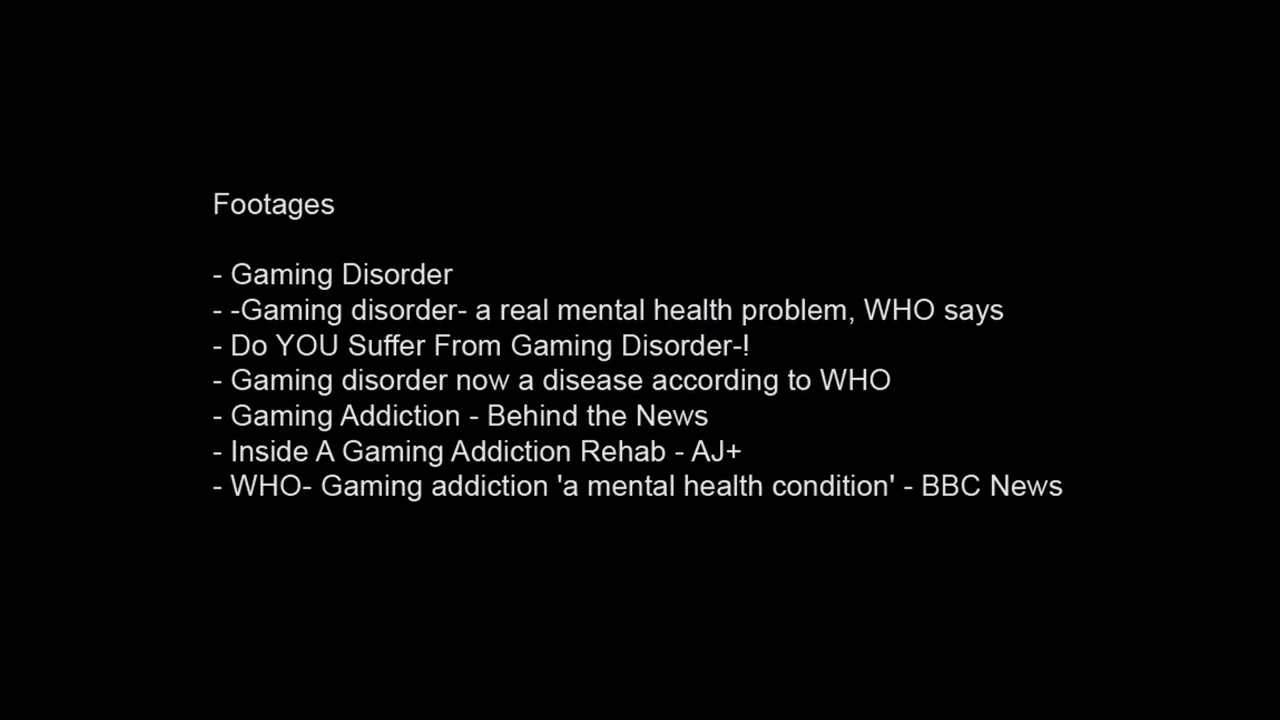 Footages
- Gaming Disorder
- -Gaming disorder- a real mental health problem, WHO says
- Do YOU Suffer From Gaming Disorder-!
- Gaming disorder now a disease according to WHO
- Gaming Addiction - Behind the News
- Inside A Gaming Addiction Rehab - AJ+
- WHO- Gaming addiction 'a mental health condition' - BBC News